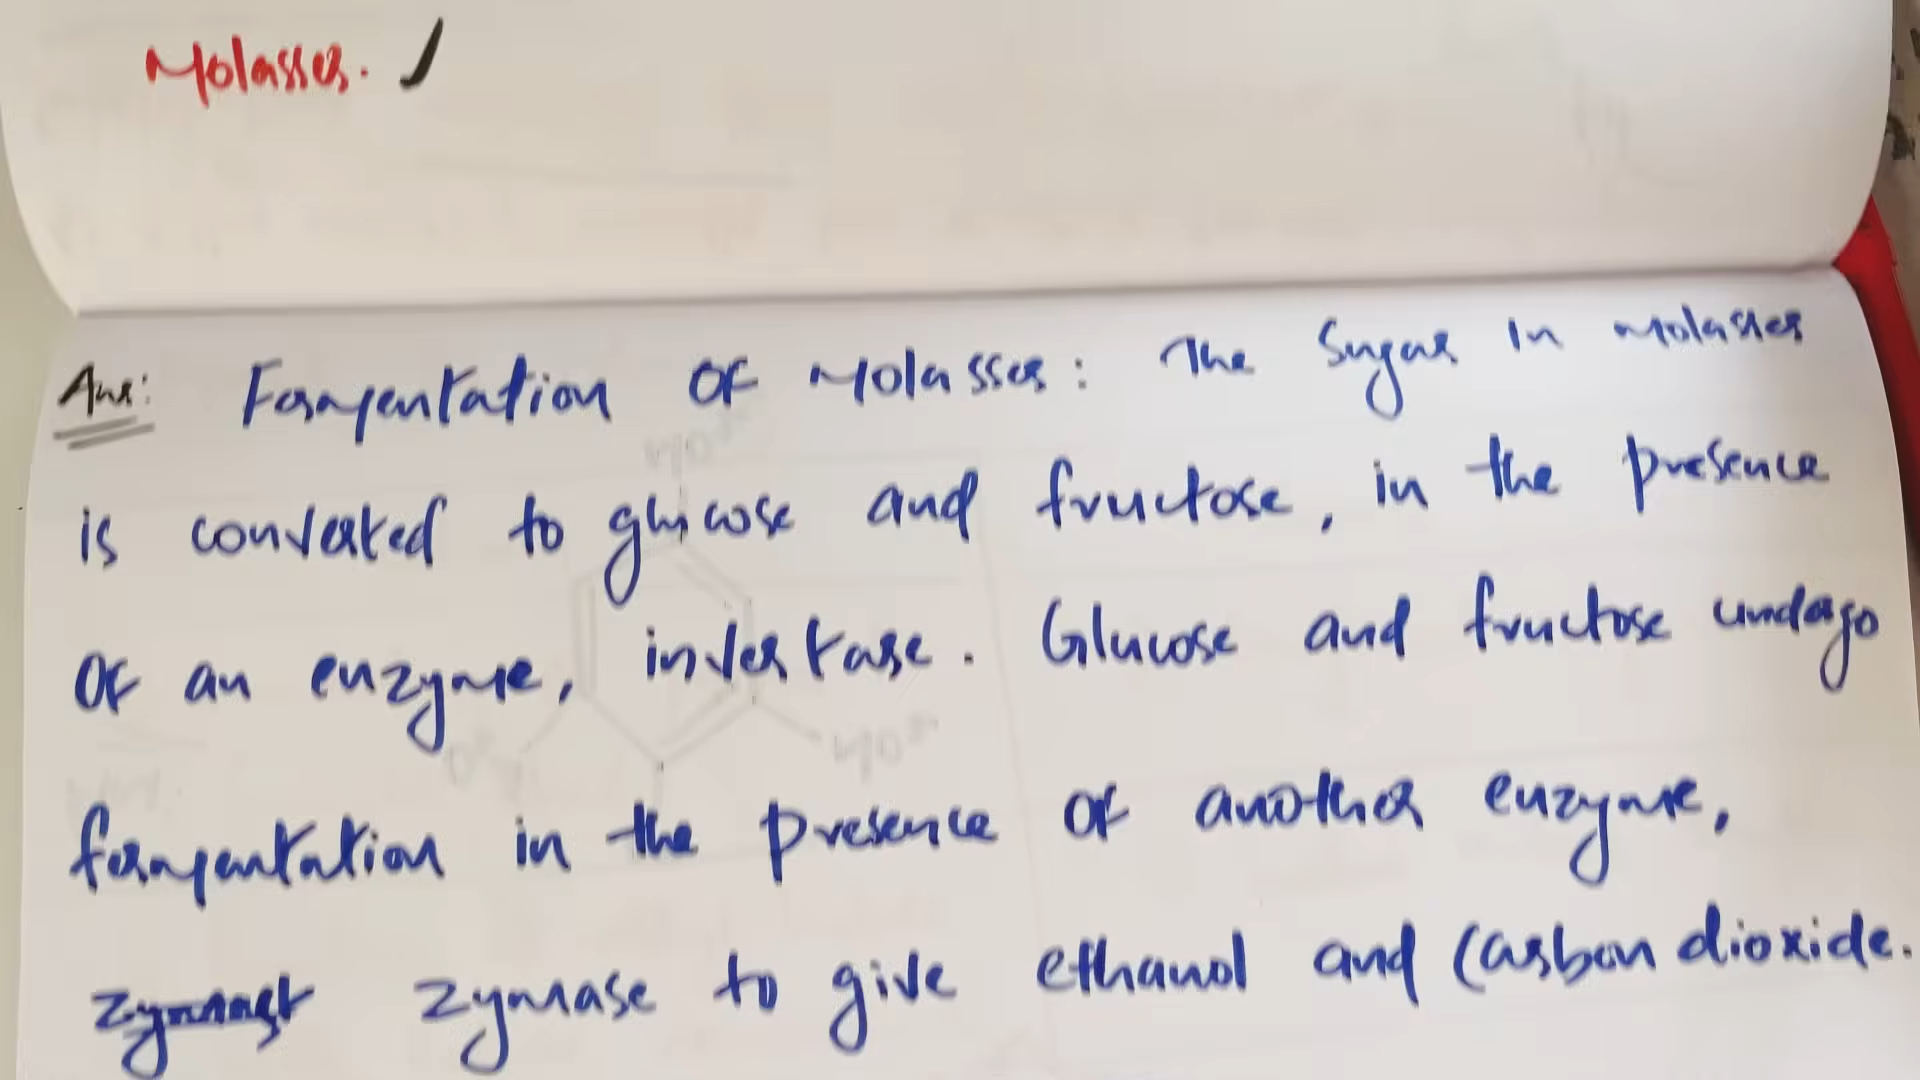 Molasses.
Ans: Fermentation of Molasses: The Sugar in molasses
is converted to glucose and fructose, in the presence
of an enzyme, invertase. Glucose and fructose undergo
fermentation in the presence of another enzyme,
zymase to give ethanol and Carbon dioxide.